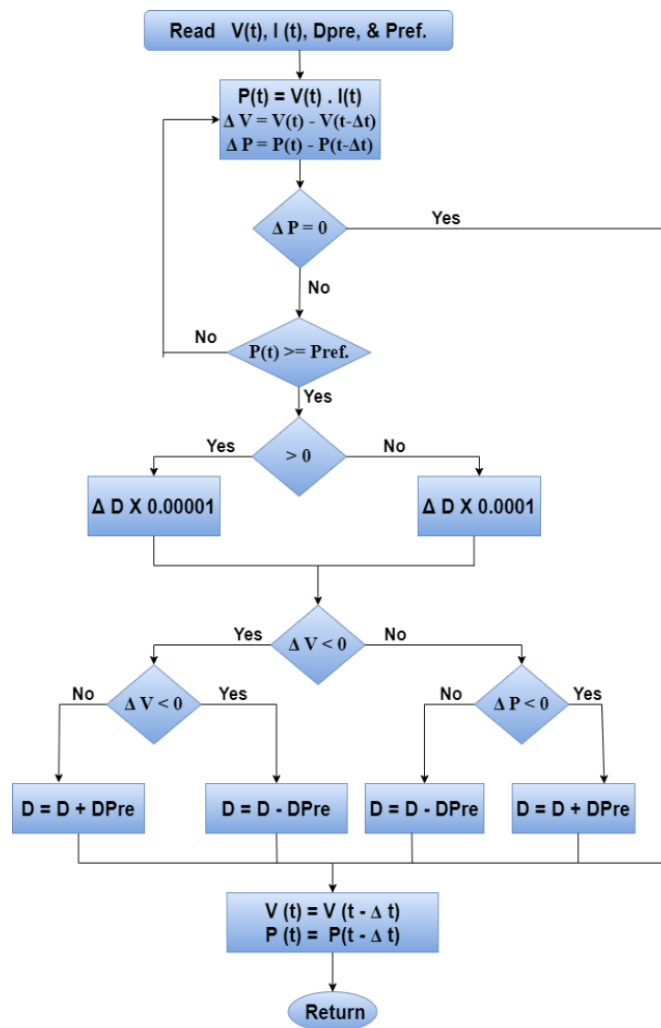 Read V(t), I (t), Dpre, & Pref.
P(t) = V(t) . I(t)
Δ V = V(t) - V(t-Δt)
Δ P = P(t) - P(t-Δt)
Δ P = 0
Yes
No
P(t) >= Pref.
No
Yes
> 0
Yes
No
Δ D X 0.00001
Δ D X 0.0001
Δ V < 0
Yes
No
Δ V < 0
No
Yes
Δ P < 0
No
Yes
D = D + DPre
D = D - DPre
D = D - DPre
D = D + DPre
V (t) = V (t - Δ t)
P (t) = P(t - Δ t)
Return